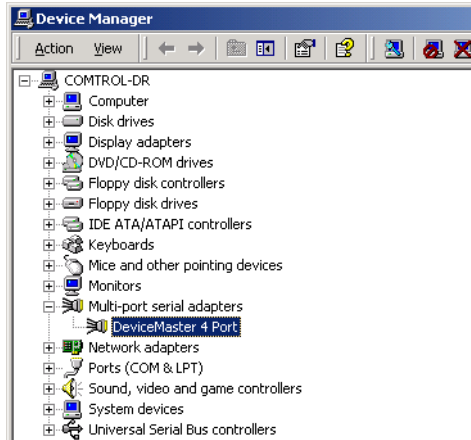 Device Manager
Action View
COMTROL-DR
Computer
Disk drives
Display adapters
DVD/CD-ROM drives
Floppy disk controllers
Floppy disk drives
IDE ATA/ATAPI controllers
Keyboards
Mice and other pointing devices
Monitors
Multi-port serial adapters
DeviceMaster 4 Port
Network adapters
Ports (COM & LPT)
Sound, video and game controllers
System devices
Universal Serial Bus controllers